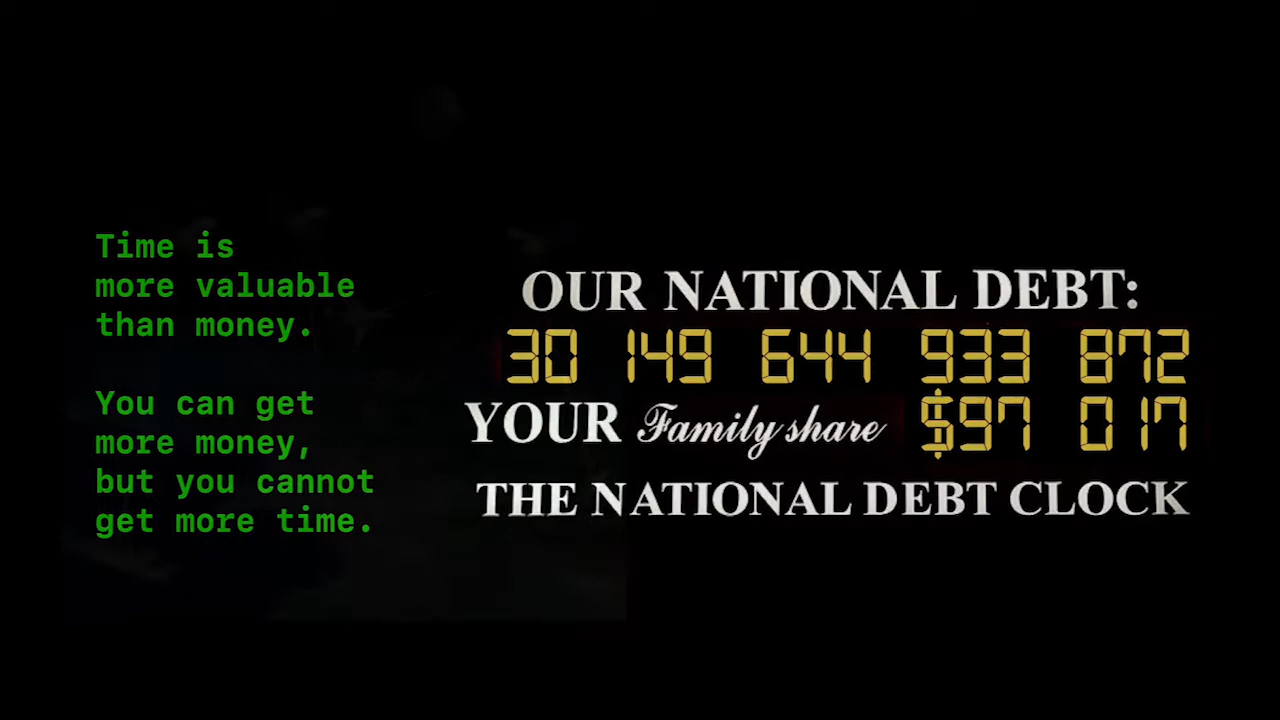 Time is
more valuable
than money.
You can get
more money,
but you cannot
get more time.
OUR NATIONAL DEBT:
30 149 644 933 872
YOUR Family share $97 017
THE NATIONAL DEBT CLOCK